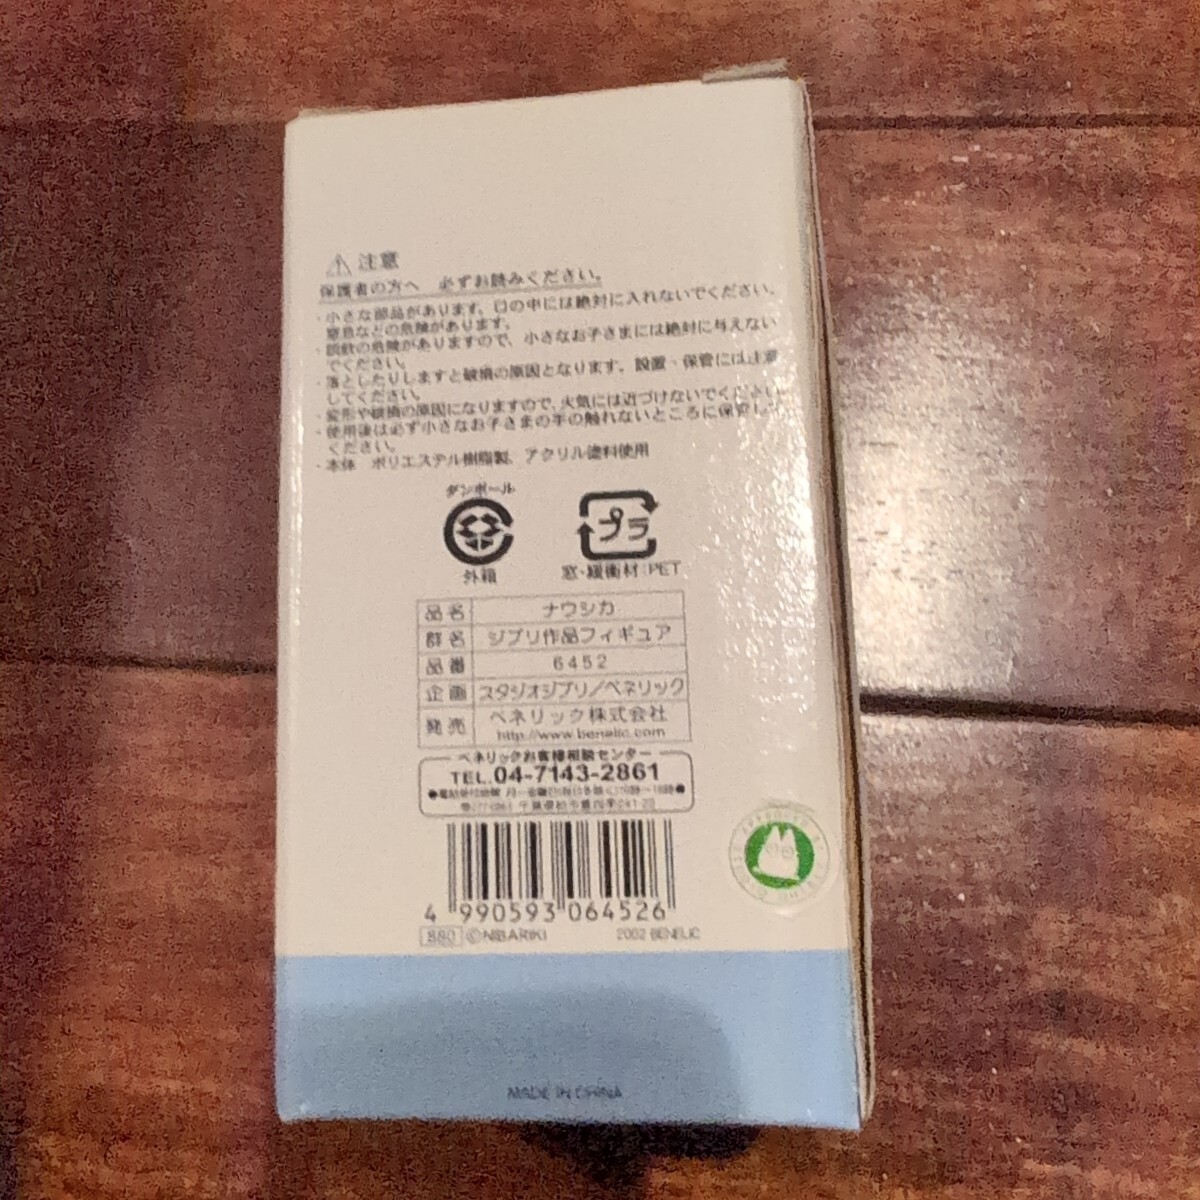 注意
保護者の方へ 必ずお読みください。
・小さな部品があります。口の中には絶対に入れないでください。
窒息などの危険があります。
・誤飲の危険がありますので、小さなお子さまには絶対に与えない
でください。
・落としたりしますと破損の原因となります。設置・保管には注意
してください。
・変形や破損の原因になりますので、火気には近づけないでください
・使用後は必ず小さなお子さまの手の触れないところに保管して
ください。
・本体 ポリエステル樹脂製、アクリル塗料使用
ダンボール
外箱
プラ
窓・緩衝材:PET
品名 ナウシカ
群名 ジブリ作品フィギュア
品番 6452
企画 スタジオジブリ/ベネリック
発売 ベネリック株式会社
http://www.benelic.com
ベネリックお客様相談センター
TEL.04-7143-2861
4 990593 064526
880 ©NIBARIKI 2002 BENELIC
MADE IN CHINA